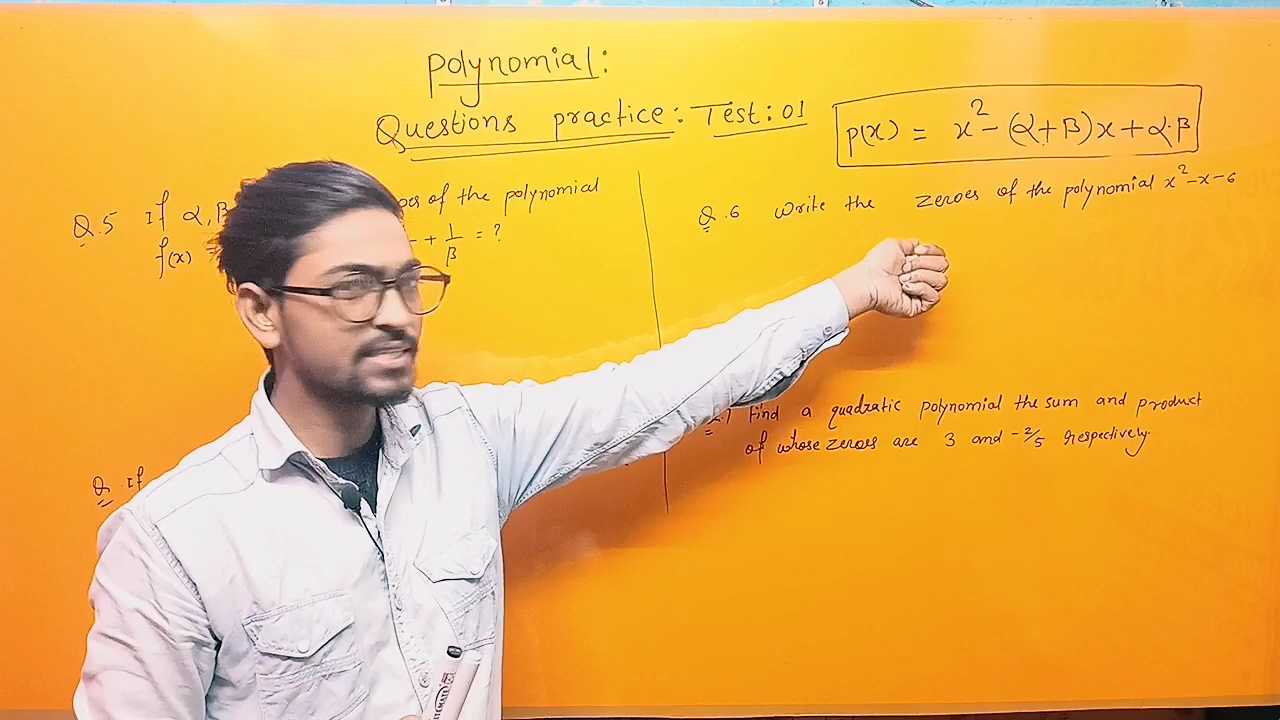 Polynomial:
Questions practice: Test: 01
p(x) = x² - (α+β)x + α.β
Q.5 If α, β of the polynomial
f(x) + 1/β = ?
Q.6 Write the zeroes of the polynomial x²-x-6
Q. If
find a quadratic polynomial the sum and product
of whose zeroes are 3 and -2/5 respectively.